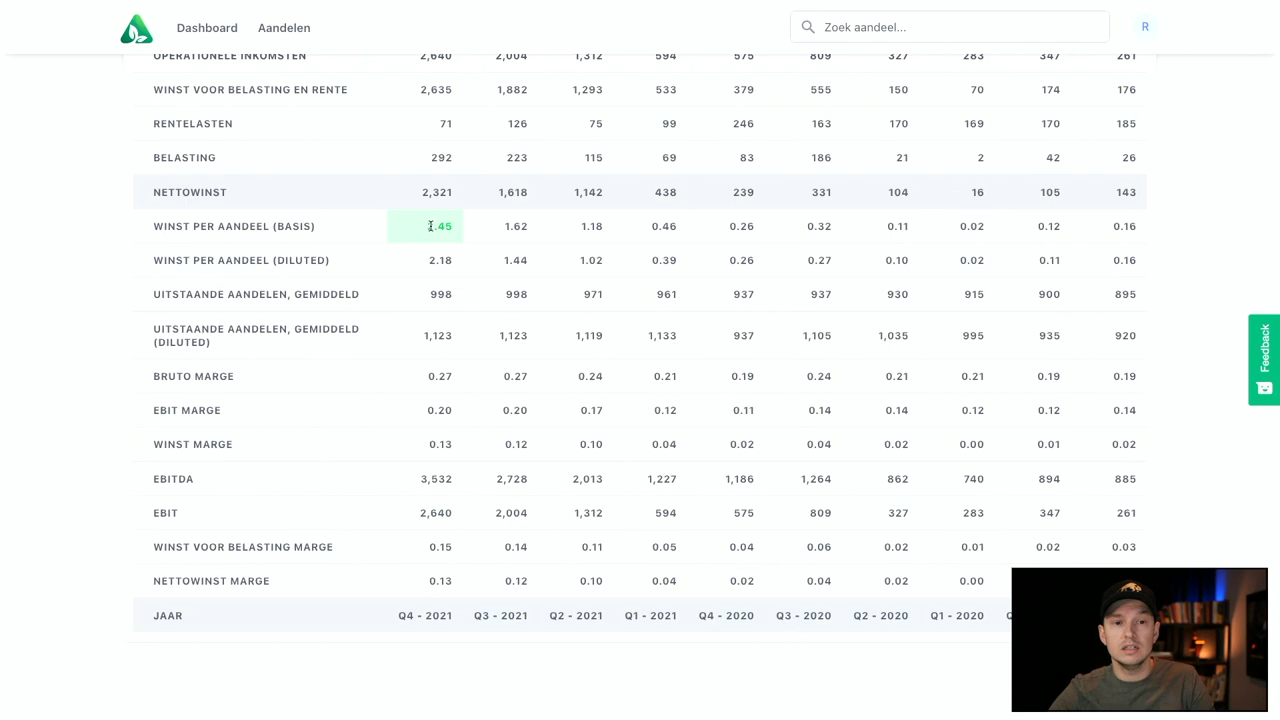 Dashboard Aandelen Zoek aandeel... R
OPERATIONELE INKOMSTEN 2,640 2,004 1,312 594 575 809 327 283 347 261
WINST VOOR BELASTING EN RENTE 2,635 1,882 1,293 533 379 555 150 70 174 176
RENTELASTEN 71 126 75 99 246 163 170 169 170 185
BELASTING 292 223 115 69 83 186 21 2 42 26
NETTOWINST 2,321 1,618 1,142 438 239 331 104 16 105 143
WINST PER AANDEEL (BASIS) .45 1.62 1.18 0.46 0.26 0.32 0.11 0.02 0.12 0.16
WINST PER AANDEEL (DILUTED) 2.18 1.44 1.02 0.39 0.26 0.27 0.10 0.02 0.11 0.16
UITSTAANDE AANDELEN, GEMIDDELD 998 998 971 961 937 937 930 915 900 895
UITSTAANDE AANDELEN, GEMIDDELD
(DILUTED) 1,123 1,123 1,119 1,133 937 1,105 1,035 995 935 920
BRUTO MARGE 0.27 0.27 0.24 0.21 0.19 0.24 0.21 0.21 0.19 0.19
EBIT MARGE 0.20 0.20 0.17 0.12 0.11 0.14 0.14 0.12 0.12 0.14
WINST MARGE 0.13 0.12 0.10 0.04 0.02 0.04 0.02 0.00 0.01 0.02
EBITDA 3,532 2,728 2,013 1,227 1,186 1,264 862 740 894 885
EBIT 2,640 2,004 1,312 594 575 809 327 283 347 261
WINST VOOR BELASTING MARGE 0.15 0.14 0.11 0.05 0.04 0.06 0.02 0.01 0.02 0.03
NETTOWINST MARGE 0.13 0.12 0.10 0.04 0.02 0.04 0.02 0.00
JAAR Q4 - 2021 Q3 - 2021 Q2 - 2021 Q1 - 2021 Q4 - 2020 Q3 - 2020 Q2 - 2020 Q1 - 2020
Feedback